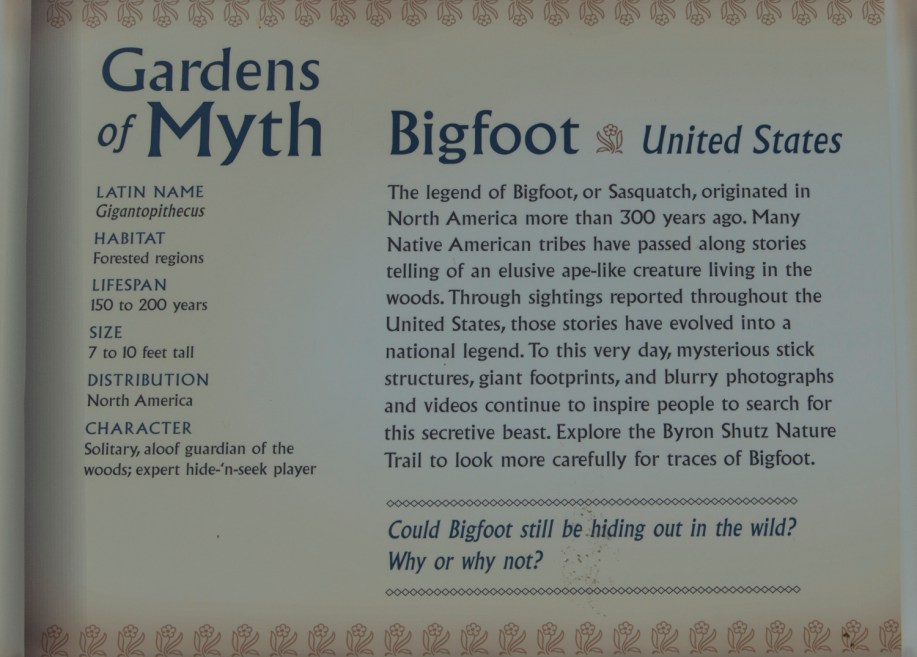 Gardens
of Myth
LATIN NAME
Gigantopithecus
HABITAT
Forested regions
LIFESPAN
150 to 200 years
SIZE
7 to 10 feet tall
DISTRIBUTION
North America
CHARACTER
Solitary, aloof guardian of the
woods; expert hide-'n-seek player
Bigfoot United States
The legend of Bigfoot, or Sasquatch, originated in
North America more than 300 years ago. Many
Native American tribes have passed along stories
telling of an elusive ape-like creature living in the
woods. Through sightings reported throughout the
United States, those stories have evolved into a
national legend. To this very day, mysterious stick
structures, giant footprints, and blurry photographs
and videos continue to inspire people to search for
this secretive beast. Explore the Byron Shutz Nature
Trail to look more carefully for traces of Bigfoot.
Could Bigfoot still be hiding out in the wild?
Why or why not?